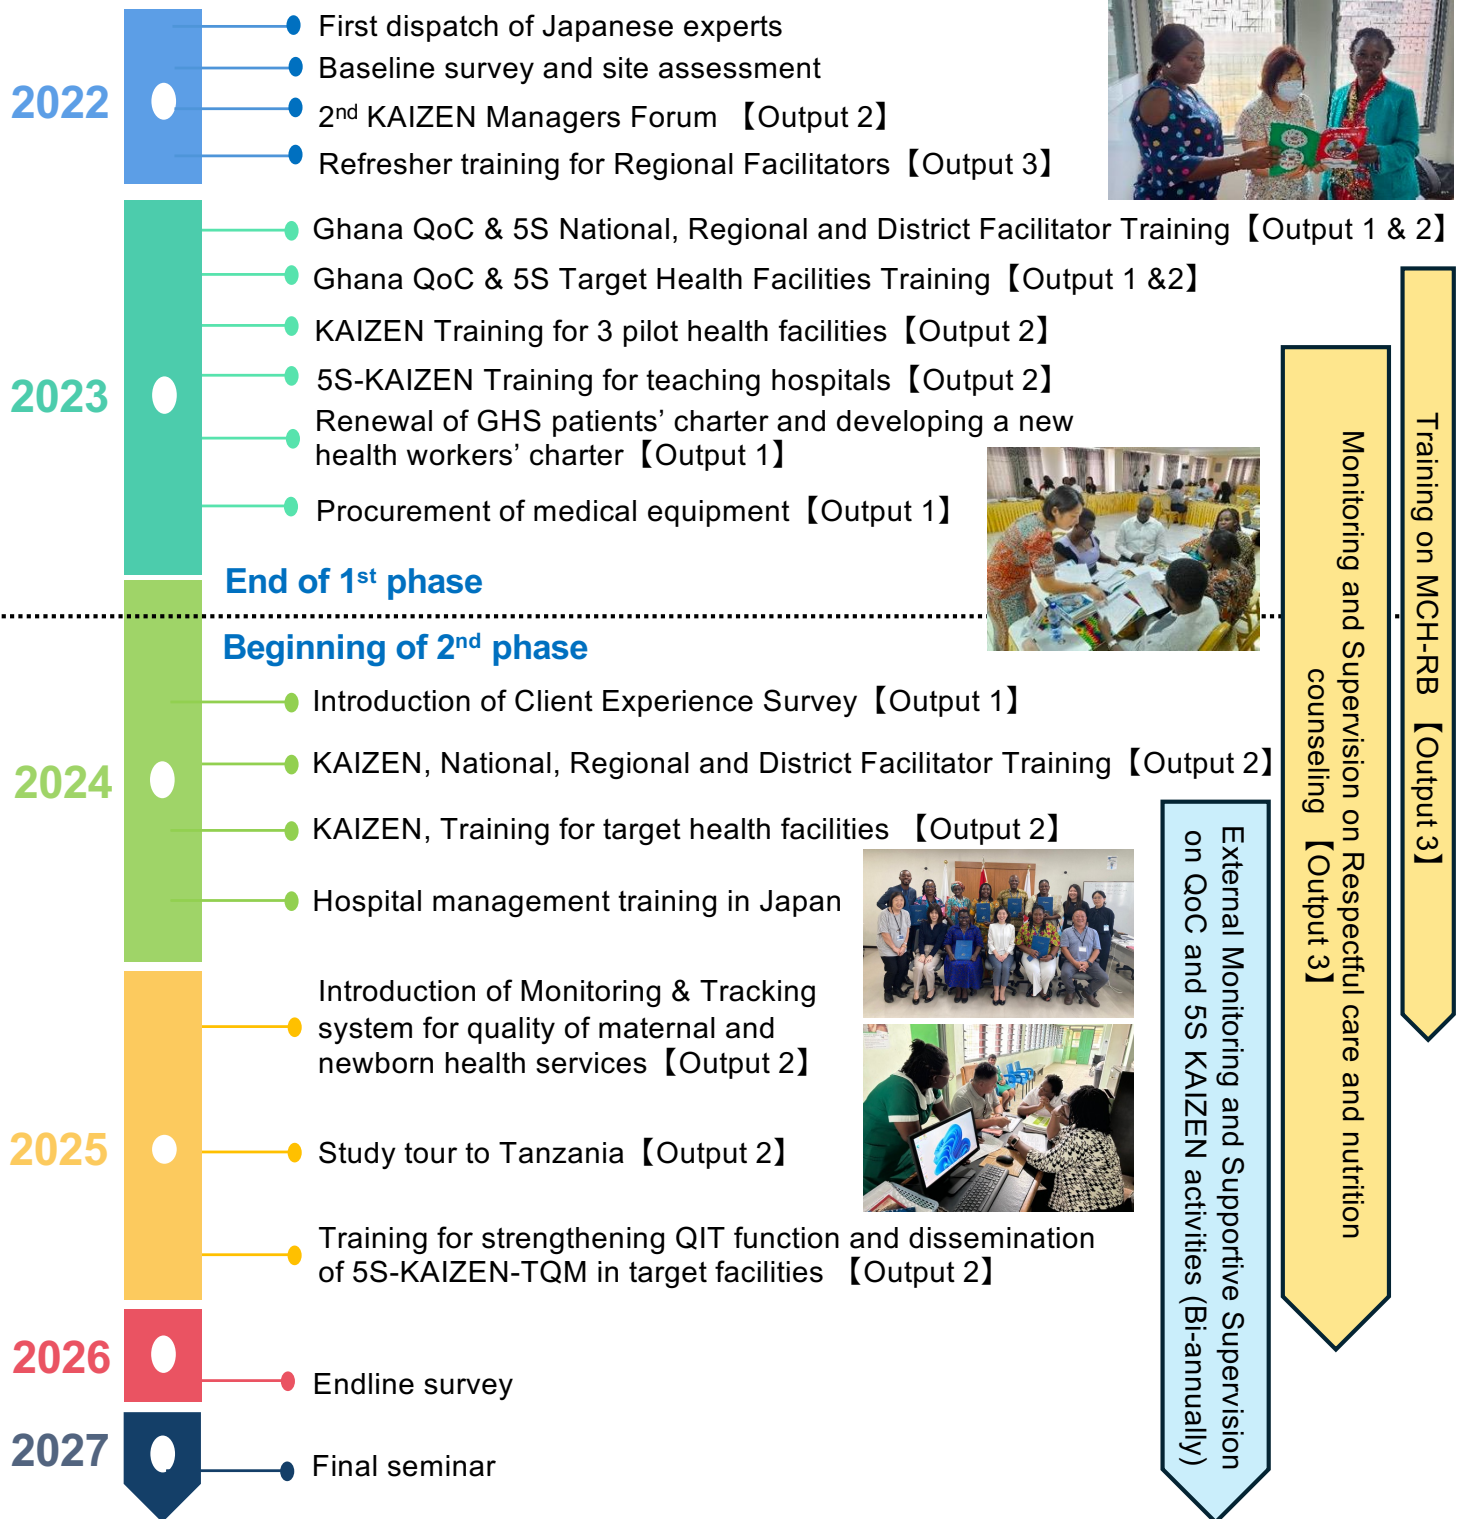 2022
First dispatch of Japanese experts
Baseline survey and site assessment
2nd KAIZEN Managers Forum 【Output 2】
Refresher training for Regional Facilitators【Output 3】
2023
Ghana QoC & 5S National, Regional and District Facilitator Training【Output 1 & 2】
Ghana QoC & 5S Target Health Facilities Training【Output 1 &2】
KAIZEN Training for 3 pilot health facilities【Output 2】
5S-KAIZEN Training for teaching hospitals【Output 2】
Renewal of GHS patients’ charter and developing a new
health workers’ charter【Output 1】
Procurement of medical equipment【Output 1】
End of 1st phase
Beginning of 2nd phase
2024
Introduction of Client Experience Survey【Output 1】
KAIZEN, National, Regional and District Facilitator Training【Output 2】
KAIZEN, Training for target health facilities 【Output 2】
Hospital management training in Japan
2025
Introduction of Monitoring & Tracking
system for quality of maternal and
newborn health services【Output 2】
Study tour to Tanzania【Output 2】
Training for strengthening QIT function and dissemination
of 5S-KAIZEN-TQM in target facilities 【Output 2】
2026
Endline survey
2027
Final seminar
External Monitoring and Supportive Supervision
on QoC and 5S KAIZEN activities (Bi-annually)
Monitoring and Supervision on Respectful care and nutrition
counseling 【Output 3】
Training on MCH-RB 【Output 3】